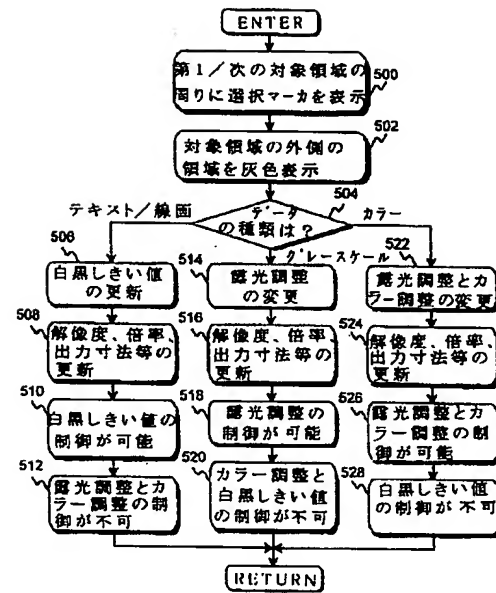 ENTER
第1/次の対象領域の
周りに選択マーカを表示
500
502
対象領域の外側の
領域を灰色表示
504
データ
の種類は?
テキスト/線画
カラー
グレースケール
506
白黒しきい値
の更新
508
解像度、倍率、
出力寸法等の
更新
510
白黒しきい値の
制御が可能
512
露光調整とカ
ラー調整の制
御が不可
514
露光調整
の変更
516
解像度、倍率、
出力寸法等の
更新
518
露光調整の
制御が可能
520
カラー調整と
白黒しきい値
の制御が不可
522
露光調整とカ
ラー調整の変更
524
解像度、倍率、
出力寸法等の
更新
526
露光調整とカ
ラー調整の制
御が可能
528
白黒しきい値
の制御が不可
RETURN